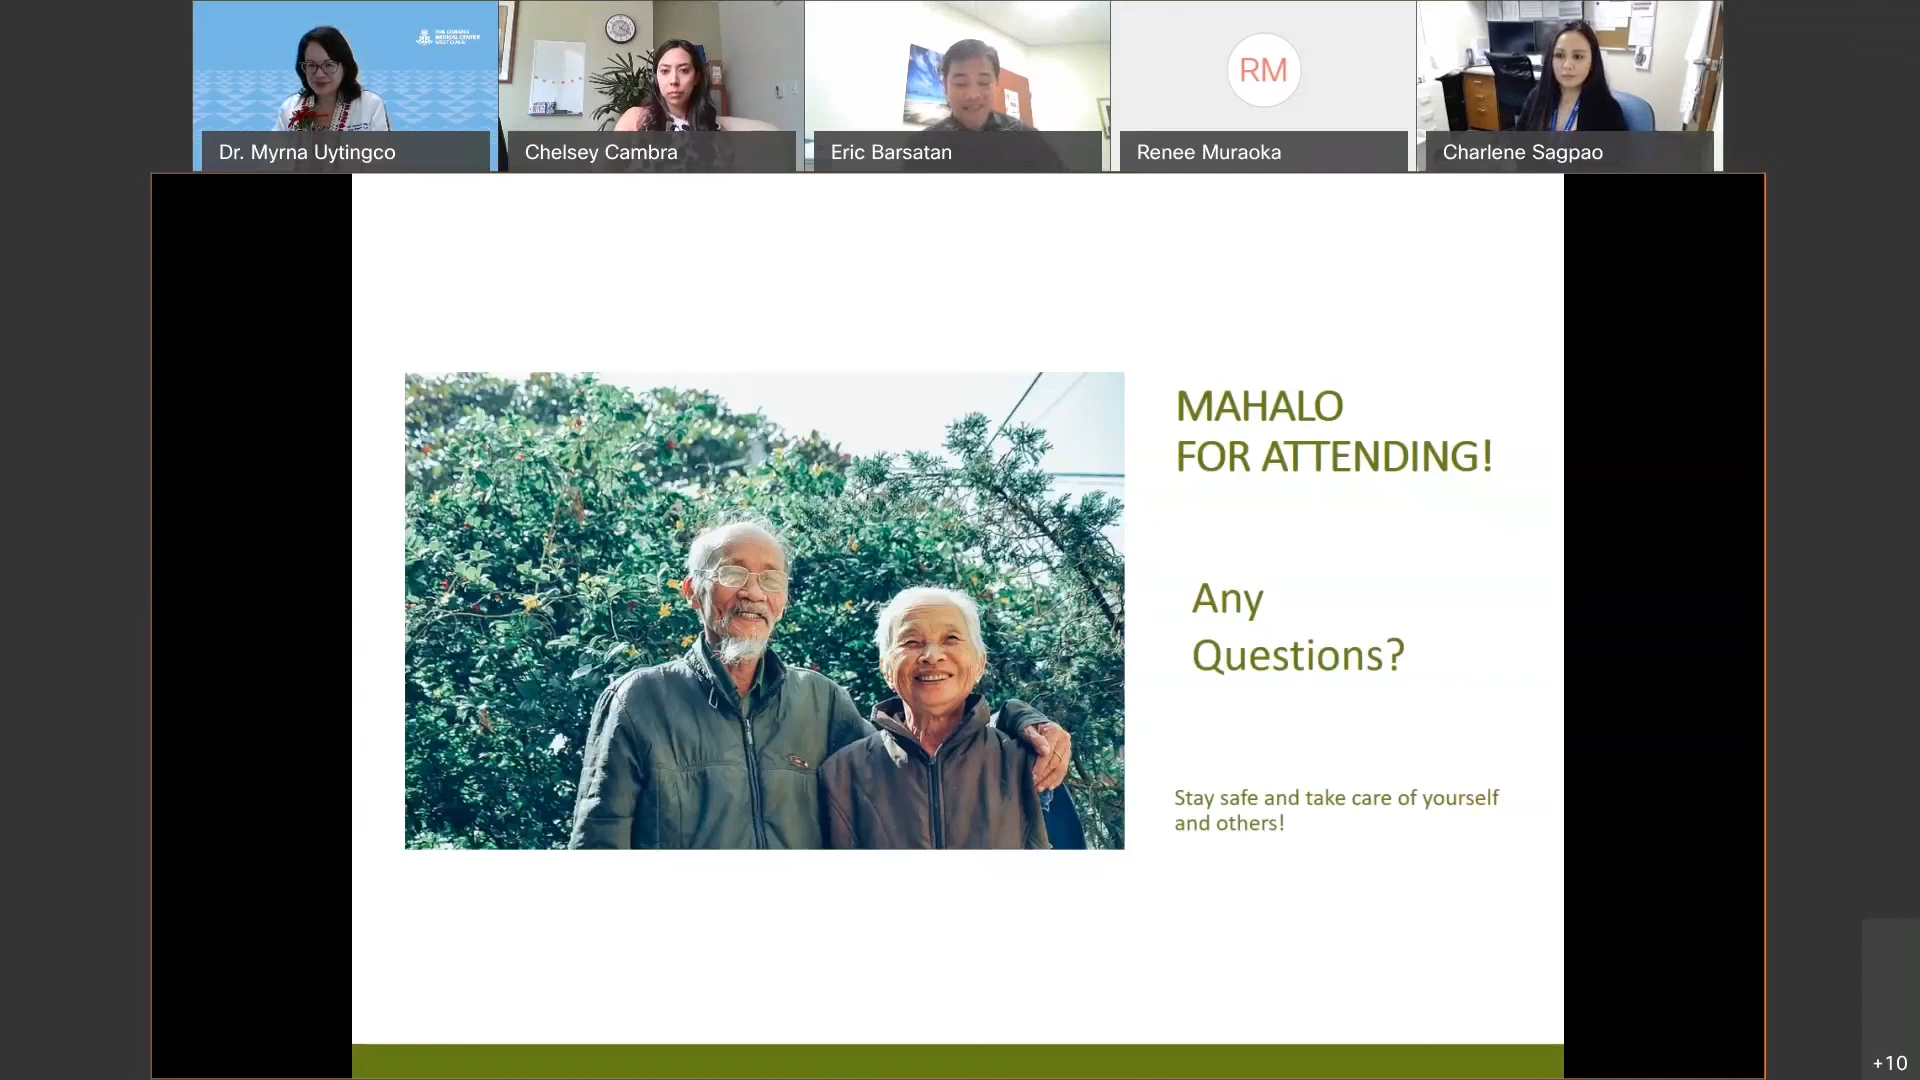 Dr. Myrna Uytingco
Chelsey Cambra
Eric Barsatan
RM
Renee Muraoka
Charlene Sagpao
MAHALO
FOR ATTENDING!
Any
Questions?
Stay safe and take care of yourself
and others!
+10